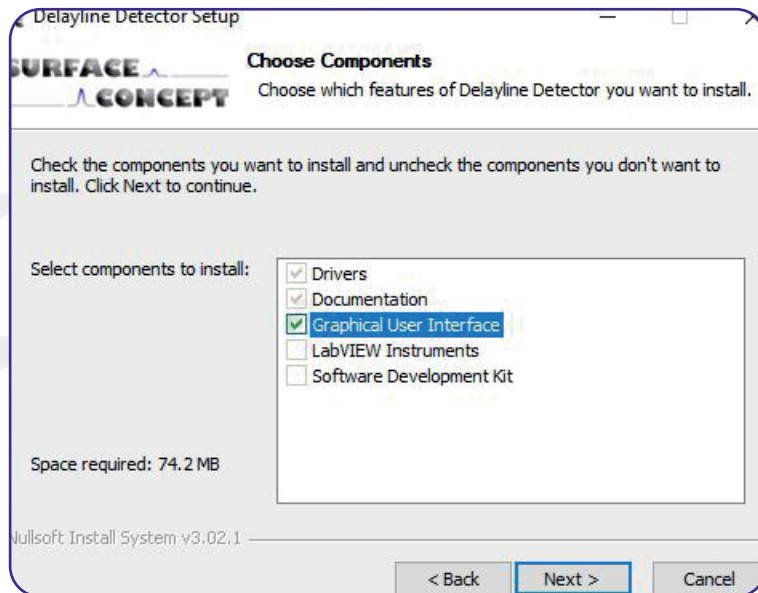 Delayline Detector Setup
SURFACE
CONCEPT
Choose Components
Choose which features of Delayline Detector you want to install.
Check the components you want to install and uncheck the components you don't want to
install. Click Next to continue.
Select components to install:
Drivers
Documentation
Graphical User Interface
LabVIEW Instruments
Software Development Kit
Space required: 74.2 MB
Nullsoft Install System v3.02.1
< Back
Next >
Cancel